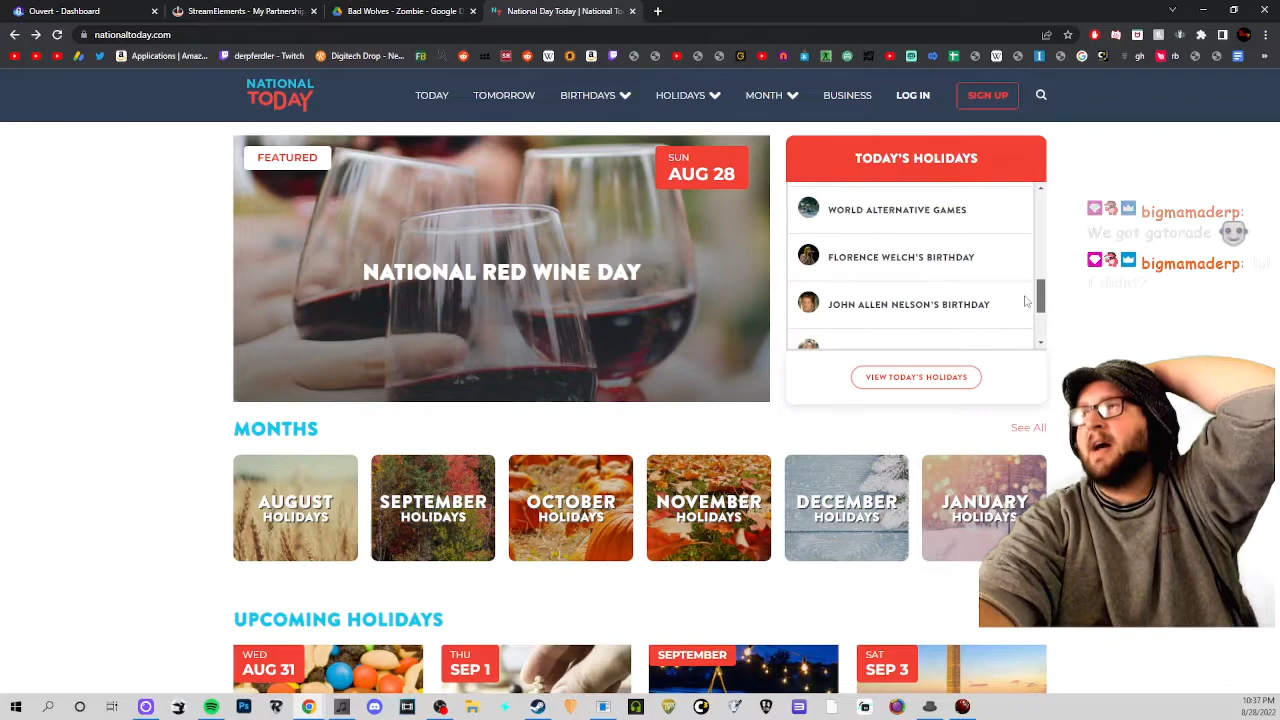 Owert - Dashboard
StreamElements - My Partnership
Bad Wolves - Zombie - Google D
National Day Today | National To
nationaltoday.com
Applications | Amaz...
derpferdler - Twitch
Digitech Drop - Ne...
NATIONAL
TODAY
TODAY
TOMORROW
BIRTHDAYS
HOLIDAYS
MONTH
BUSINESS
LOG IN
SIGN UP
FEATURED
SUN
AUG 28
NATIONAL RED WINE DAY
TODAY'S HOLIDAYS
WORLD ALTERNATIVE GAMES
FLORENCE WELCH'S BIRTHDAY
JOHN ALLEN NELSON'S BIRTHDAY
VIEW TODAY'S HOLIDAYS
bigmamaderp:
We got gatorade
bigmamaderp: lol
I didn't?
MONTHS
See All
AUGUST
HOLIDAYS
SEPTEMBER
HOLIDAYS
OCTOBER
HOLIDAYS
NOVEMBER
HOLIDAYS
DECEMBER
HOLIDAYS
JANUARY
HOLIDAYS
UPCOMING HOLIDAYS
WED
AUG 31
THU
SEP 1
SEPTEMBER
SAT
SEP 3
10:37 PM
8/28/2022